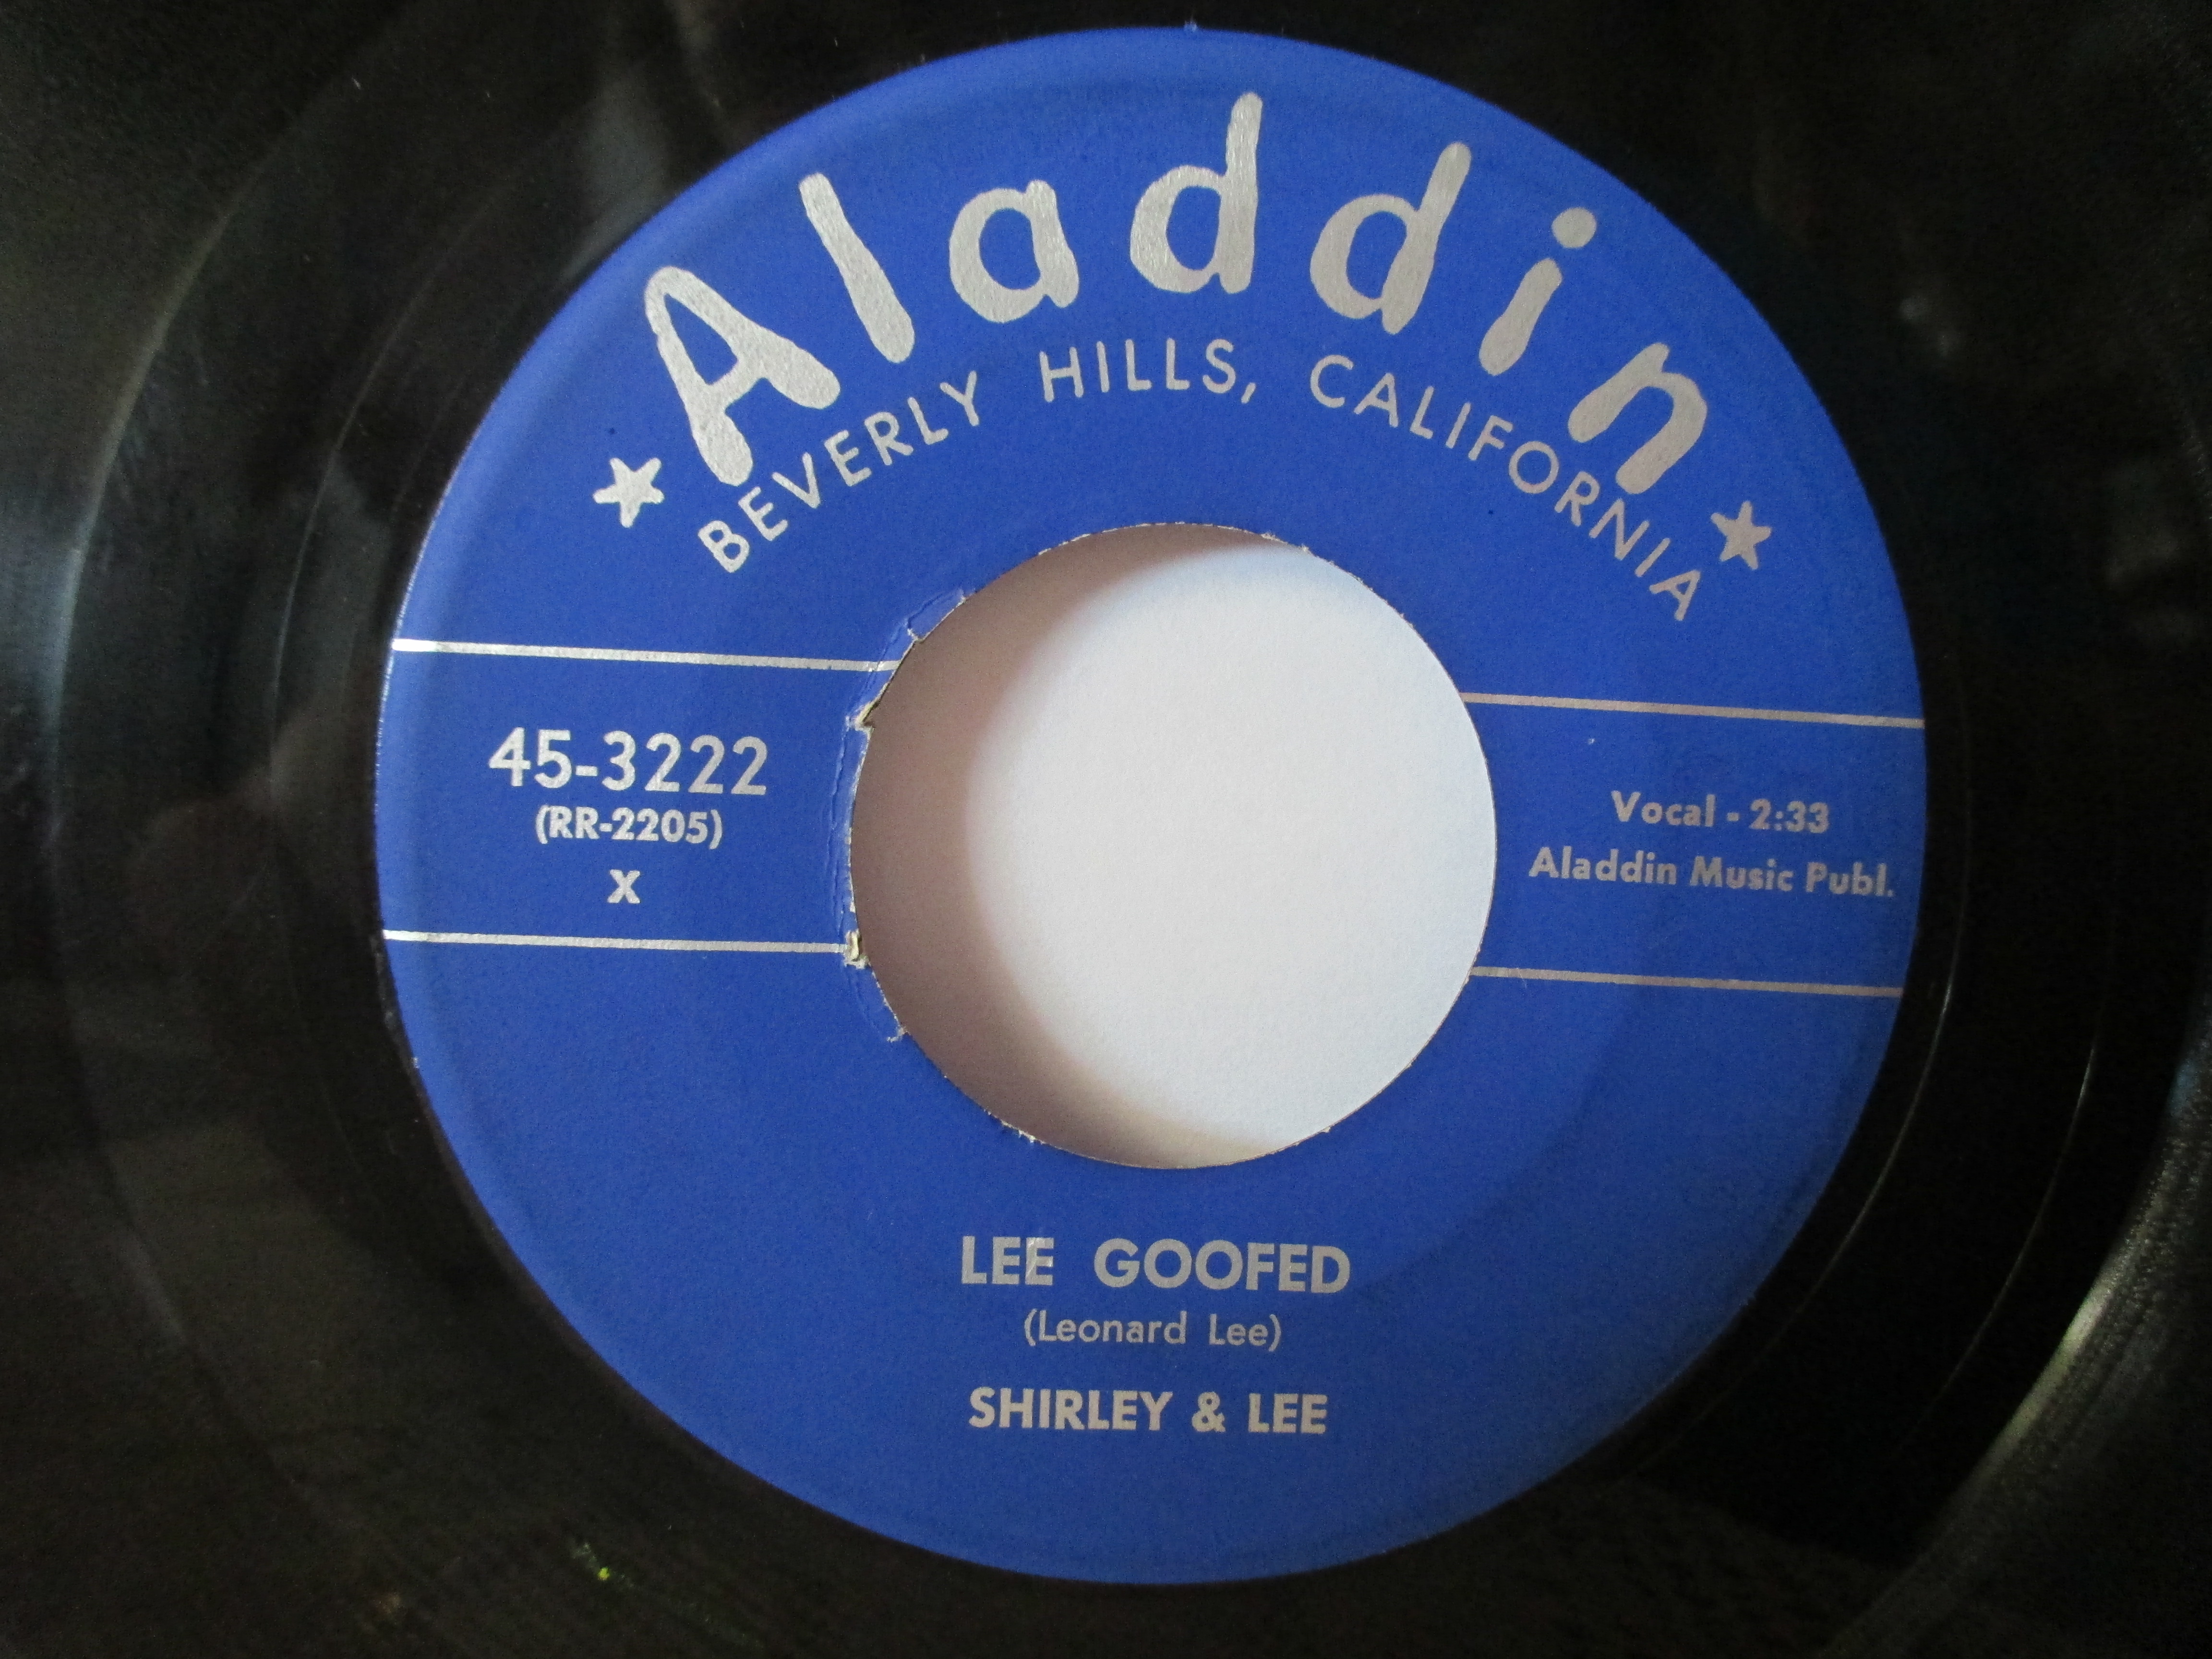 Aladdin
BEVERLY HILLS, CALIFORNIA
45-3222
(RR-2205)
X
Vocal - 2:33
Aladdin Music Publ.
LEE GOOFED
(Leonard Lee)
SHIRLEY & LEE